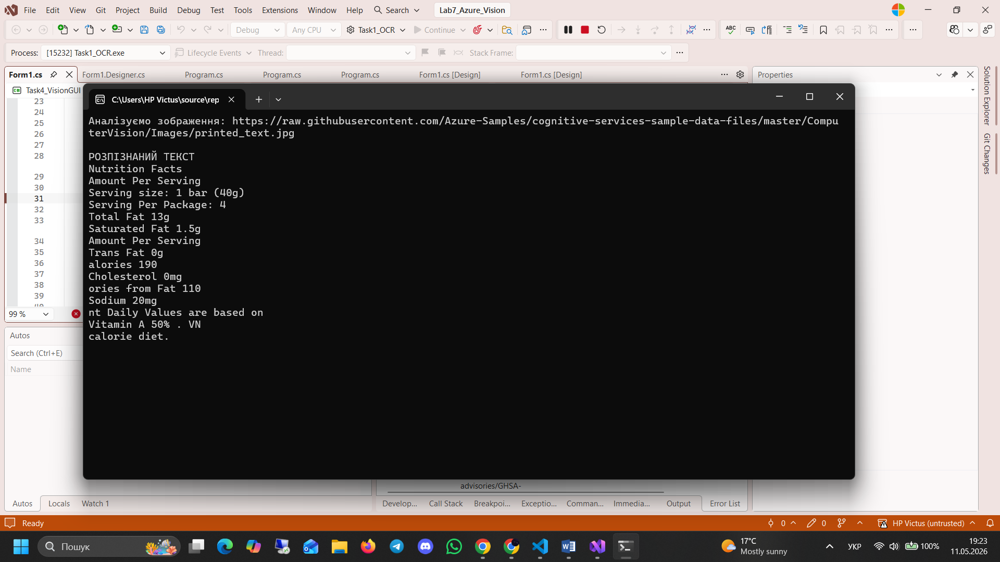 File Edit View Git Project Build Debug Test Tools Extensions Window Help Search Lab7_Azure_Vision
Debug Any CPU Task1_OCR Continue
Process: [15232] Task1_OCR.exe Lifecycle Events Thread: Stack Frame:
Form1.cs Form1.Designer.cs Program.cs Program.cs Program.cs Form1.cs [Design] Form1.cs [Design] Properties
Task4_VisionGUI
C:\Users\HP Victus\source\rep
23
24
25
26
27
28
29
30
31
32
33
34
35
36
37
38
39
99 %
Аналізуємо зображення: https://raw.githubusercontent.com/Azure-Samples/cognitive-services-sample-data-files/master/Compu
terVision/Images/printed_text.jpg
РОЗПІЗНАНИЙ ТЕКСТ
Nutrition Facts
Amount Per Serving
Serving size: 1 bar (40g)
Serving Per Package: 4
Total Fat 13g
Saturated Fat 1.5g
Amount Per Serving
Trans Fat 0g
alories 190
Cholesterol 0mg
ories from Fat 110
Sodium 20mg
nt Daily Values are based on
Vitamin A 50% . VN
calorie diet.
Solution Explorer
Git Changes
Autos
Search (Ctrl+E)
Name
advisories/GHSA-
Autos Locals Watch 1
Develop... Call Stack Breakpoi... Exceptio... Comman... Immedia... Output Error List
Ready 0 0 HP Victus (untrusted)
Пошук
17°C
Mostly sunny
УКР
100%
19:23
11.05.2026